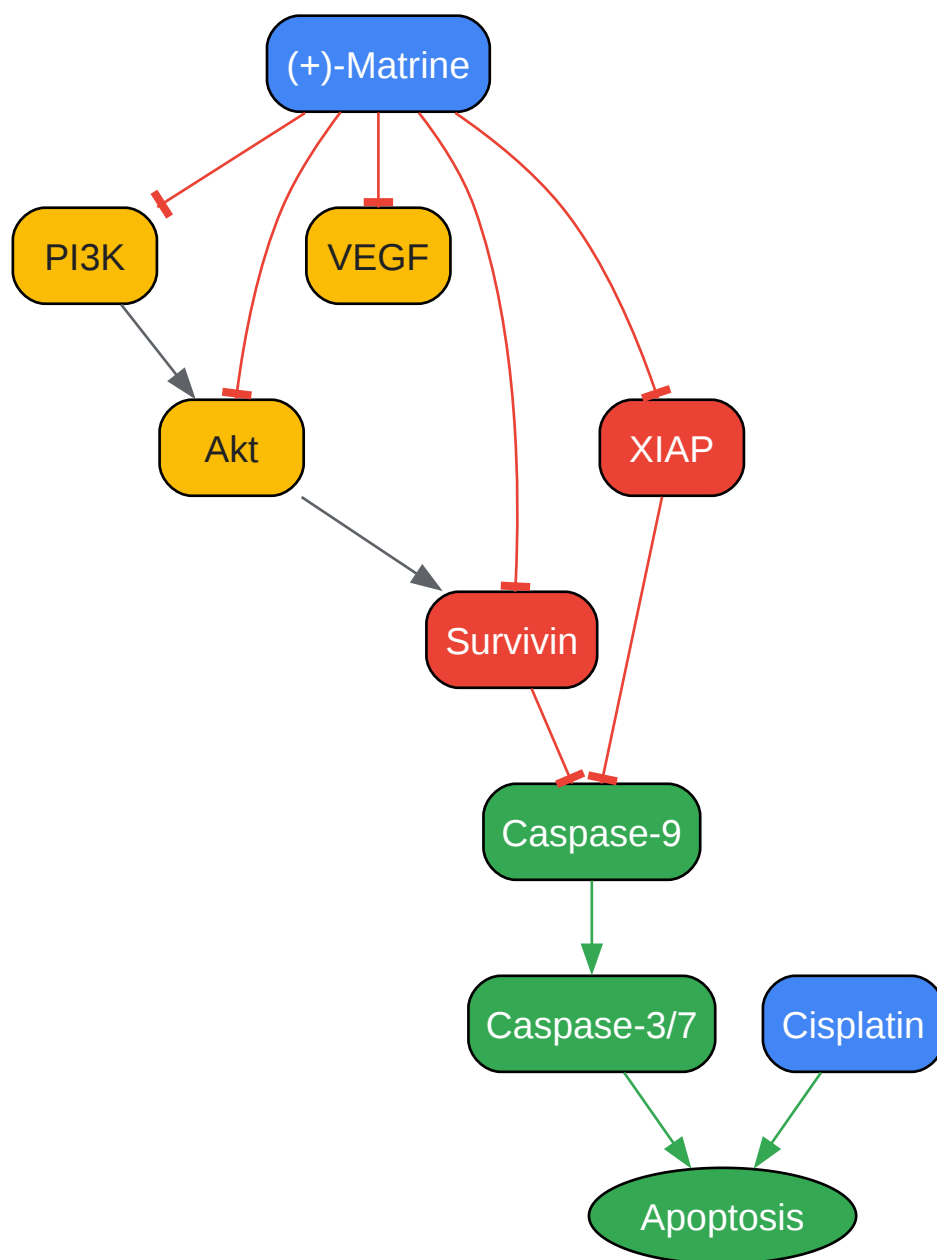 (+)-Matrine
PI3K
VEGF
Akt
XIAP
Survivin
Caspase-9
Caspase-3/7
Cisplatin
Apoptosis